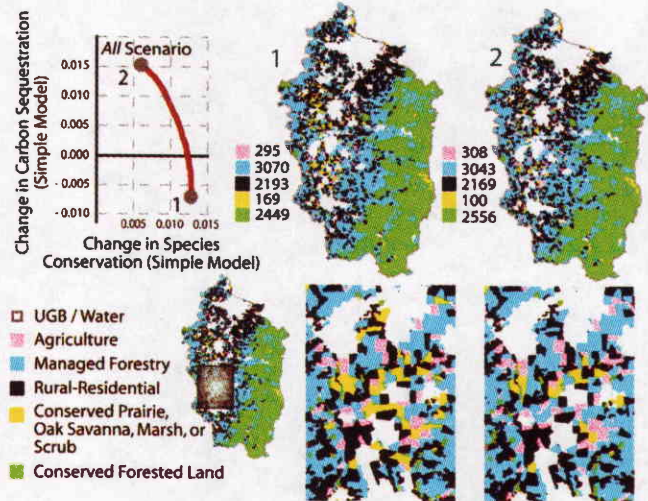 All Scenario
2
1
0.015
0.010
0.005
0.000
- 0.005
- 0.010
0.010
0.015
Change in Carbon Sequestration
(Simple Model)
Change in Species
Conservation (Simple Model)
1
295
3070
2193
169
2449
2
308
3043
2169
100
2556
UGB / Water
Agriculture
Managed Forestry
Rural-Residential
Conserved Prairie,
Oak Savanna, Marsh, or
Scrub
Conserved Forested Land